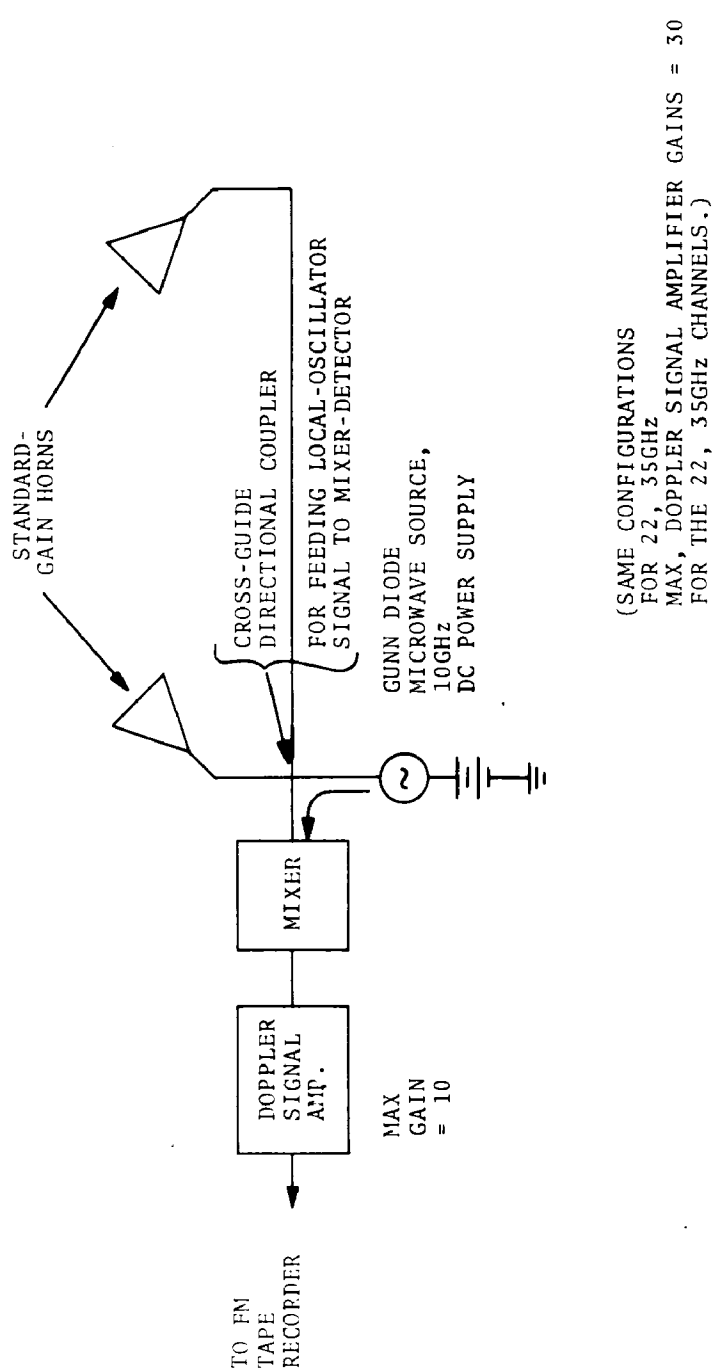 STANDARD-
GAIN HORNS
CROSS-GUIDE
DIRECTIONAL COUPLER
FOR FEEDING LOCAL-OSCILLATOR
SIGNAL TO MIXER-DETECTOR
GUNN DIODE
MICROWAVE SOURCE,
10GHz
DC POWER SUPPLY
~
MIXER
DOPPLER
SIGNAL
AMP.
MAX
GAIN
= 10
TO FM
TAPE
RECORDER
(SAME CONFIGURATIONS
FOR 22, 35GHz
MAX, DOPPLER SIGNAL AMPLIFIER GAINS = 30
FOR THE 22, 35GHz CHANNELS.)